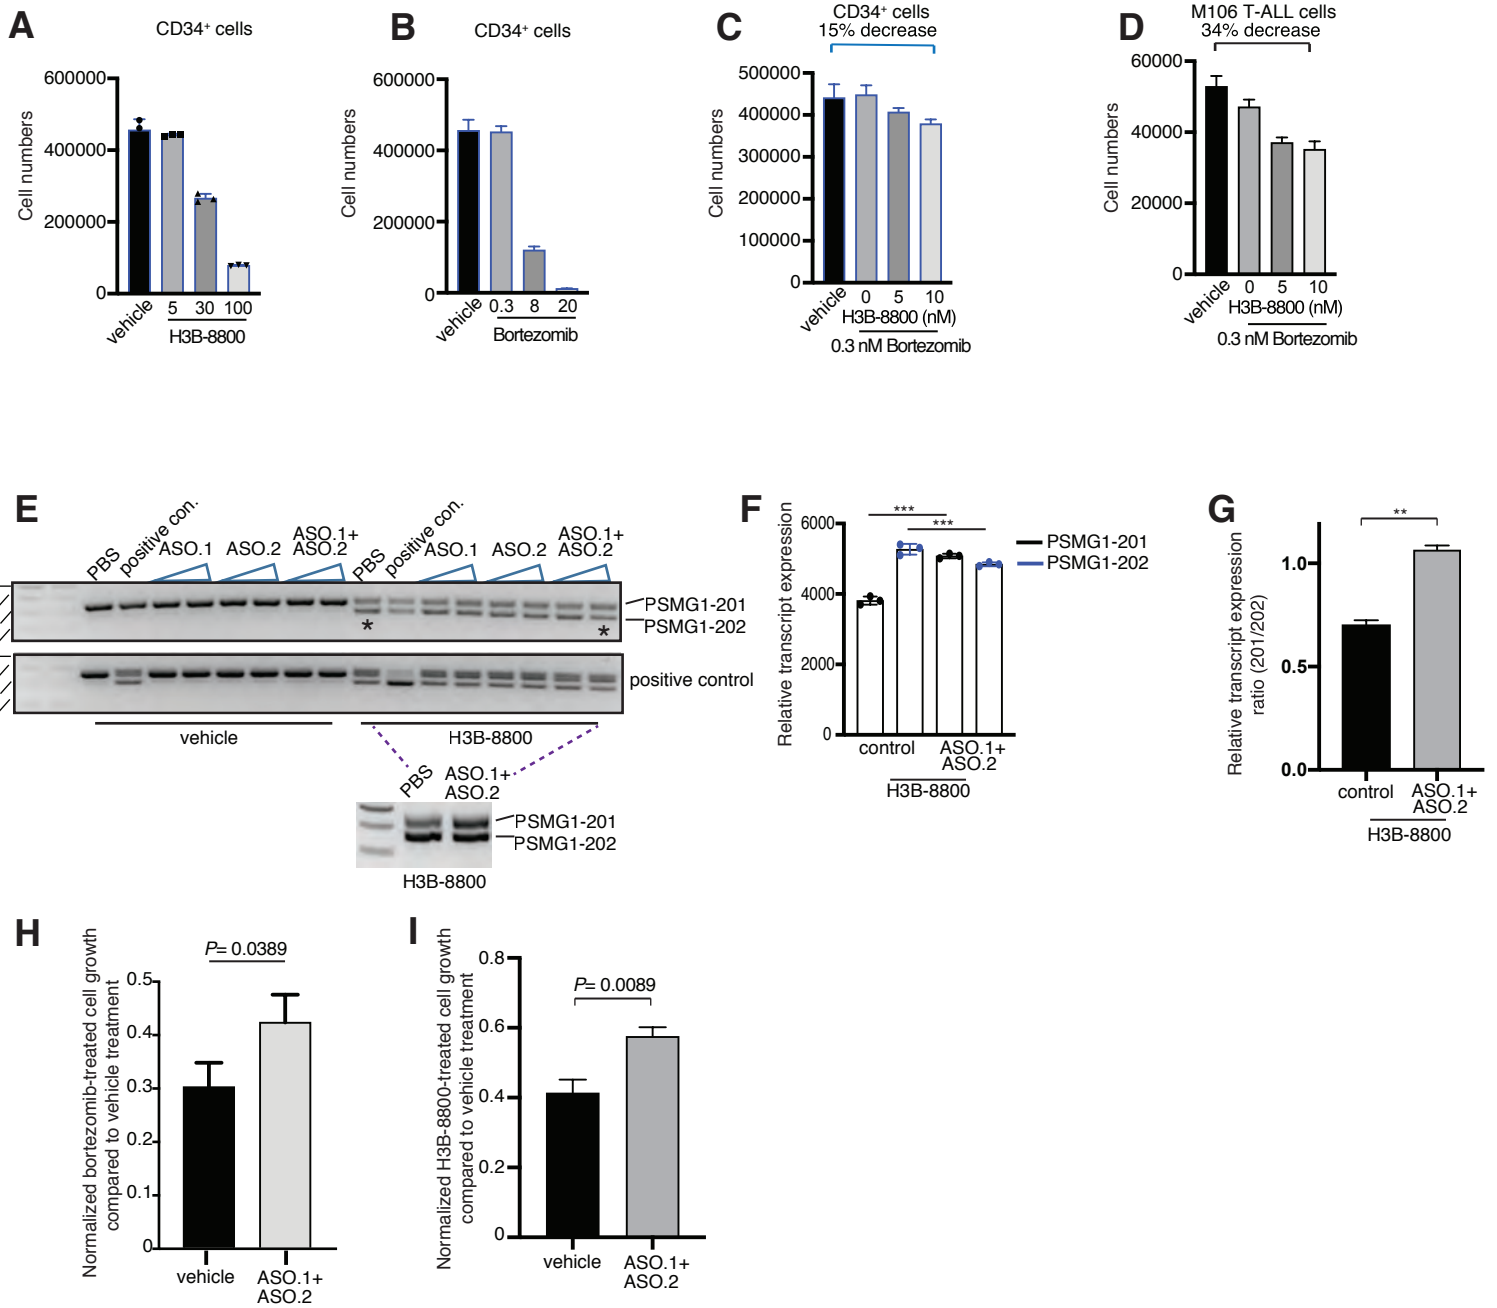 A
CD34⁺ cells
Cell numbers
600000
400000
200000
0
vehicle
5
30
100
H3B-8800
B
CD34⁺ cells
Cell numbers
600000
400000
200000
0
vehicle
0.3
8
20
Bortezomib
C
CD34⁺ cells
15% decrease
Cell numbers
500000
400000
300000
200000
100000
0
vehicle
0
5
10
H3B-8800 (nM)
0.3 nM Bortezomib
D
M106 T-ALL cells
34% decrease
Cell numbers
60000
40000
20000
0
vehicle
0
5
10
H3B-8800 (nM)
0.3 nM Bortezomib
E
PBS
positive con.
ASO.1
ASO.2
ASO.1+
ASO.2
PBS
positive con.
ASO.1
ASO.2
ASO.1+
ASO.2
PSMG1-201
PSMG1-202
*
*
positive control
vehicle
H3B-8800
PBS
ASO.1+
ASO.2
PSMG1-201
PSMG1-202
H3B-8800
F
Relative transcript expression
6000
4000
2000
0
***
***
PSMG1-201
PSMG1-202
control
ASO.1+
ASO.2
H3B-8800
G
Relative transcript expression
ratio (201/202)
1.0
0.5
0.0
**
control
ASO.1+
ASO.2
H3B-8800
H
Normalized bortezomib-treated cell growth
compared to vehicle treatment
P= 0.0389
0.5
0.4
0.3
0.2
0.1
0
vehicle
ASO.1+
ASO.2
I
Normalized H3B-8800-treated cell growth
compared to vehicle treatment
P= 0.0089
0.8
0.6
0.4
0.2
0
vehicle
ASO.1+
ASO.2